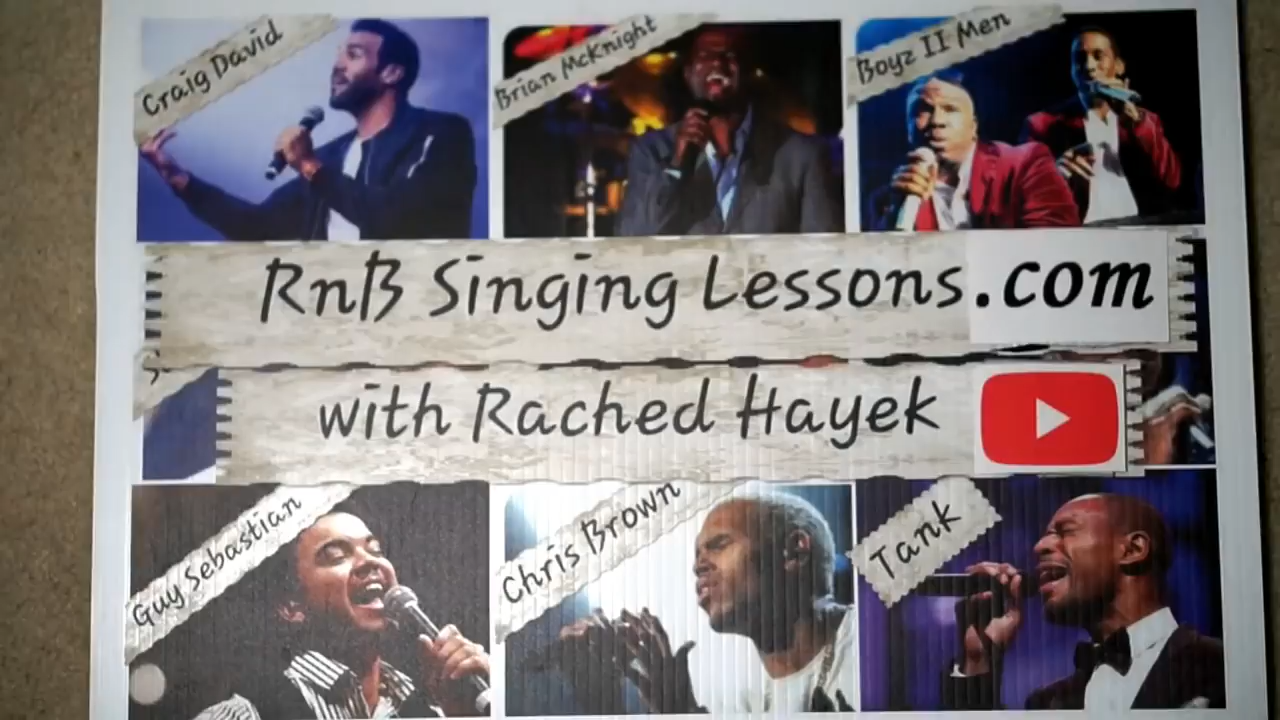 Craig David
Brian McKnight
Boyz II Men
RnB Singing Lessons.com
with Rached Hayek
Guy Sebastian
Chris Brown
Tank